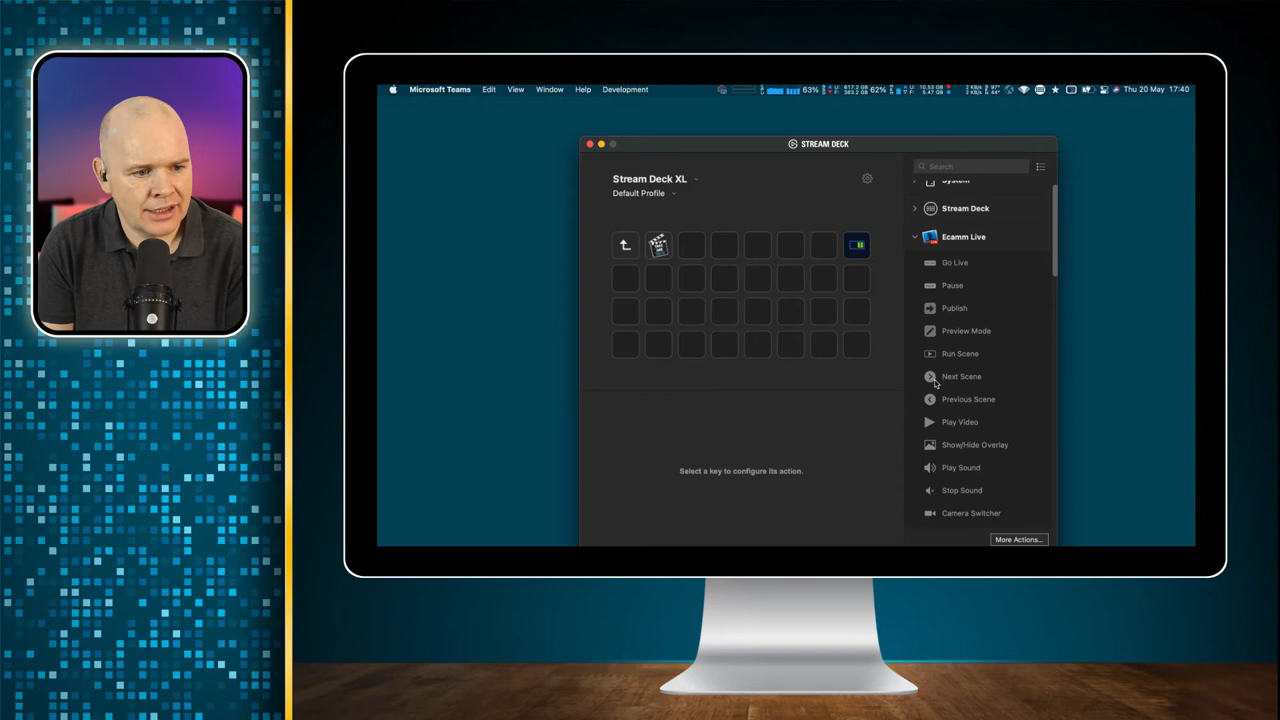 Microsoft Teams Edit View Window Help Development
63%
62%
97°
44°
Thu 20 May 17:40
STREAM DECK
Stream Deck XL
Default Profile
Search
System
Stream Deck
Ecamm Live
Go Live
Pause
Publish
Preview Mode
Run Scene
Next Scene
Previous Scene
Play Video
Show/Hide Overlay
Play Sound
Stop Sound
Camera Switcher
Select a key to configure its action.
More Actions...